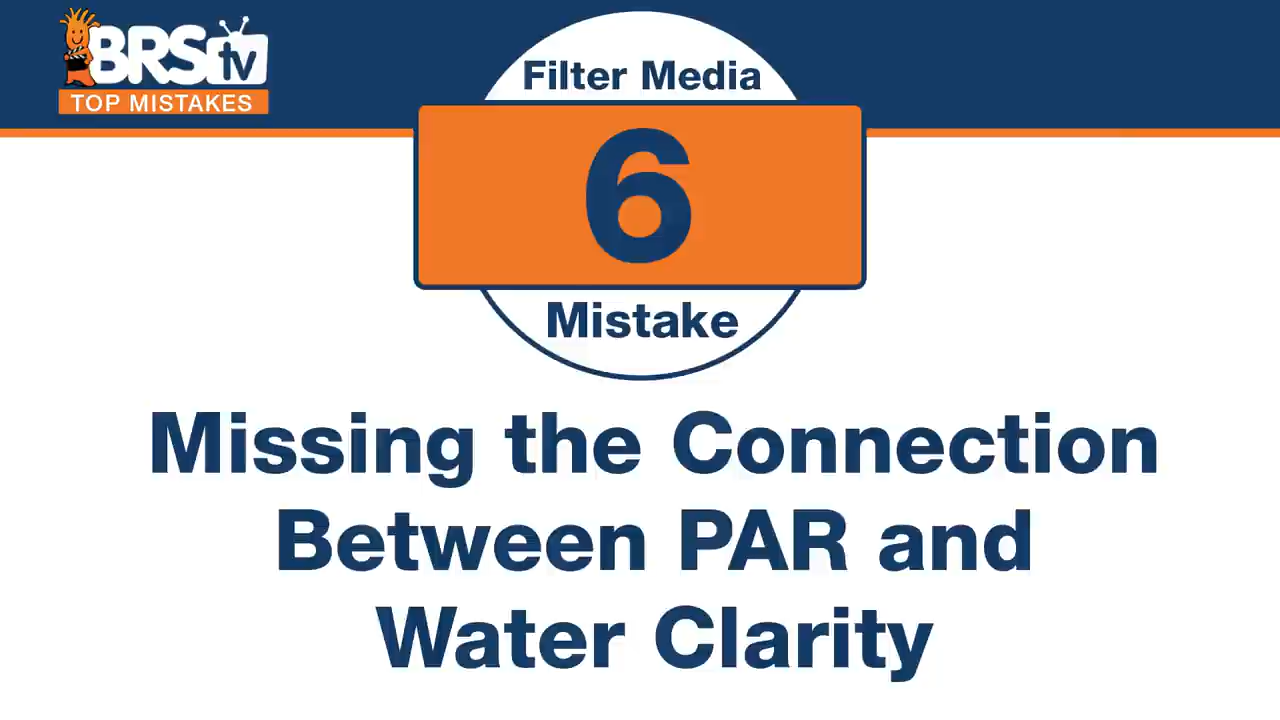 BRStv
TOP MISTAKES
Filter Media
6
Mistake
Missing the Connection
Between PAR and
Water Clarity